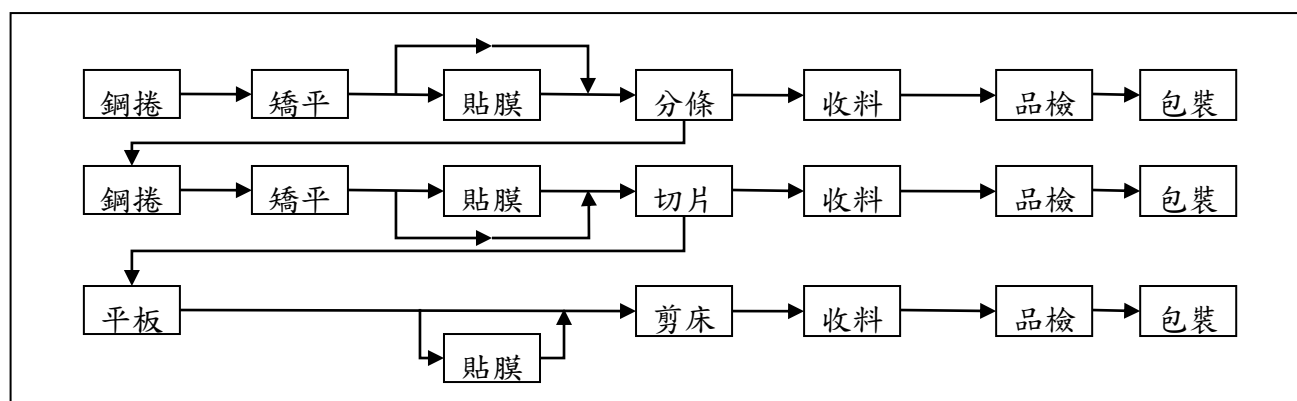 鋼捲 矯平 貼膜 分條 收料 品檢 包裝
鋼捲 矯平 貼膜 切片 收料 品檢 包裝
平板 剪床 收料 品檢 包裝
貼膜